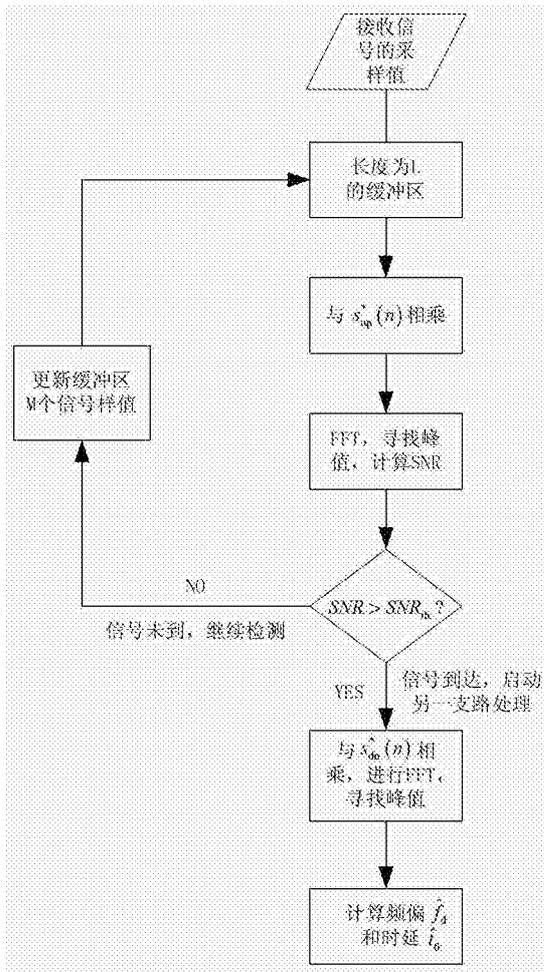 接收信
号的采
样值
长度为L
的缓冲区
与 s*up(n)相乘
更新缓冲区
M个信号样值
FFT，寻找峰
值，计算SNR
NO
SNR > SNRth ?
信号未到，继续检测
YES
信号到达，启动
另一支路处理
与s*dn(n) 相
乘，进行FFT，
寻找峰值
计算频偏 f̂d
和时延 t̂0